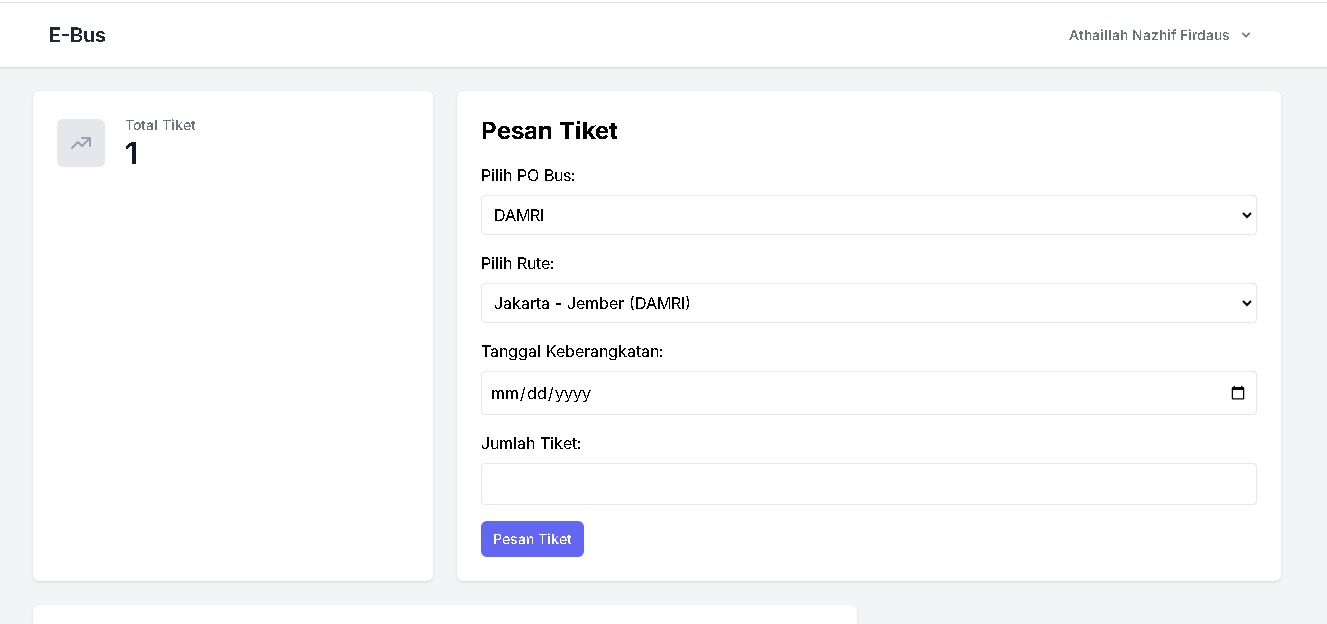 E-Bus
Athaillah Nazhif Firdaus
Total Tiket
1
Pesan Tiket
Pilih PO Bus:
DAMRI
Pilih Rute:
Jakarta - Jember (DAMRI)
Tanggal Keberangkatan:
mm/dd/yyyy
Jumlah Tiket:
Pesan Tiket